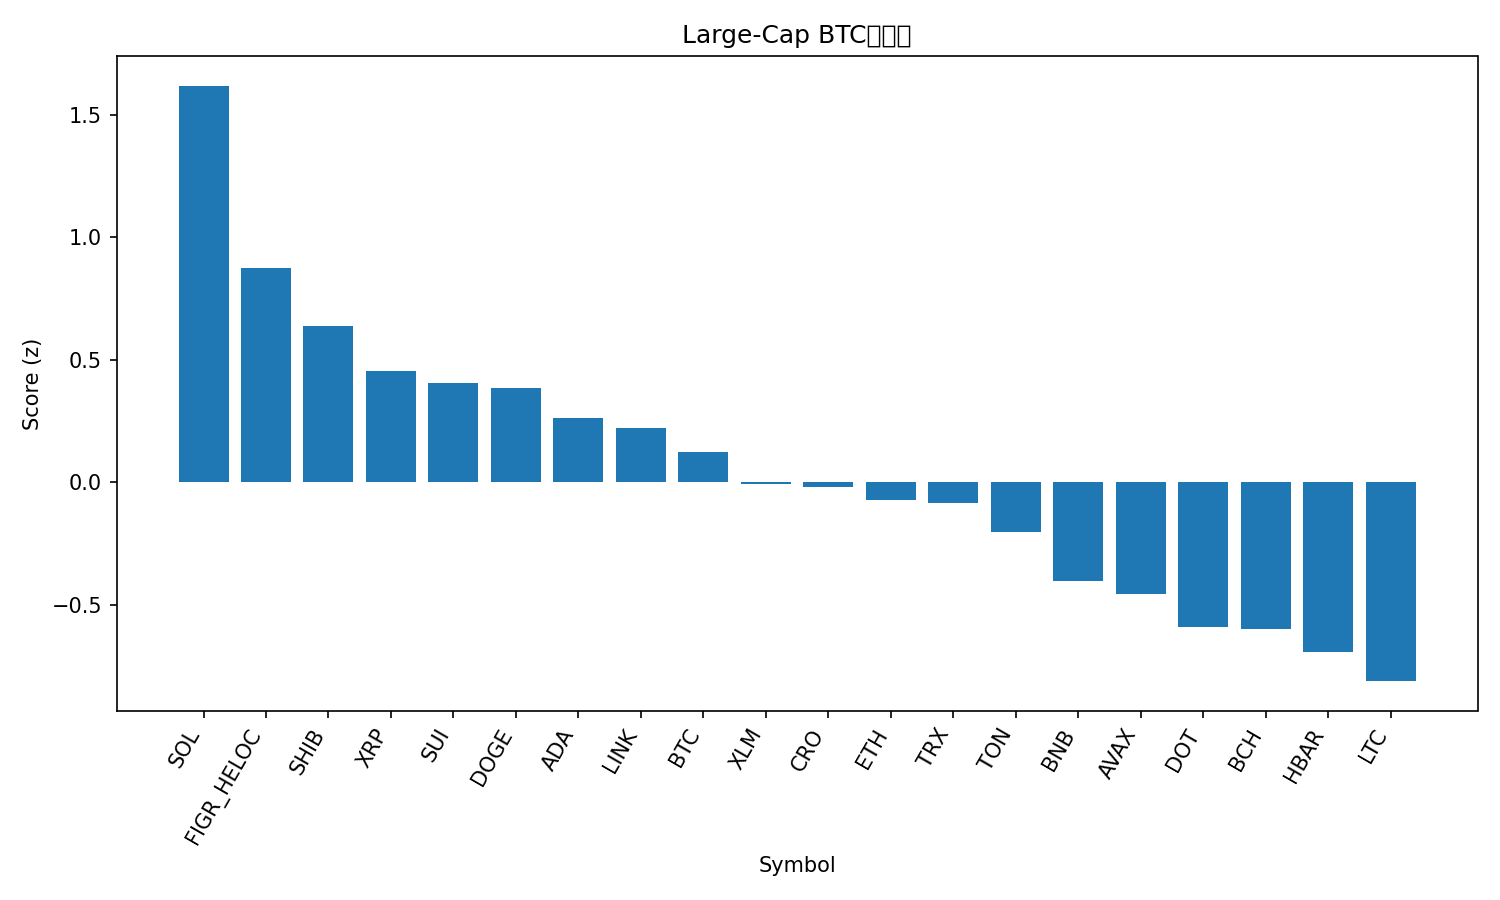 Large-Cap BTC
Score (z)
1.5
1.0
0.5
0.0
−0.5
SOL
FIGR_HELOC
SHIB
XRP
SUI
DOGE
ADA
LINK
BTC
XLM
CRO
ETH
TRX
TON
BNB
AVAX
DOT
BCH
HBAR
LTC
Symbol